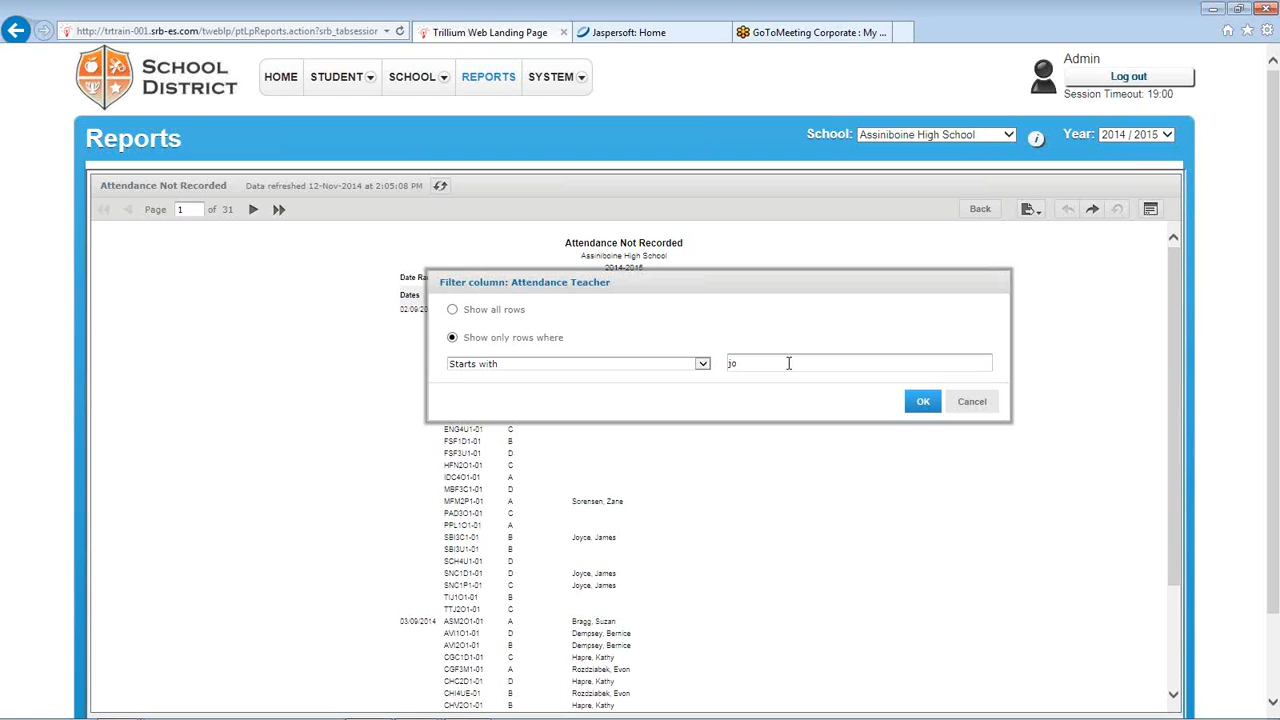 http://trtrain-001.srb-es.com/tweblp/ptLpReports.action?srb_tabsession
Trillium Web Landing Page
Jaspersoft: Home
GoToMeeting Corporate : My ...
SCHOOL DISTRICT
HOME STUDENT SCHOOL REPORTS SYSTEM
Admin
Log out
Session Timeout: 19:00
Reports
School: Assiniboine High School Year: 2014 / 2015
Attendance Not Recorded Data refreshed 12-Nov-2014 at 2:05:08 PM
Page 1 of 31 Back
Attendance Not Recorded
Assiniboine High School
2014-2015
Date Ra
Dates
02/09/20
Filter column: Attendance Teacher
Show all rows
Show only rows where
Starts with jo
OK Cancel
ENG4U1-01 C
FSF1D1-01 B
FSF3U1-01 D
HFN2O1-01 C
IDC4O1-01 A
MBF3C1-01 D
MFM2P1-01 A Sorensen, Zane
PAD3O1-01 C
PPL1O1-01 A
SBI3C1-01 B Joyce, James
SBI3U1-01 B
SCH4U1-01 D
SNC1D1-01 D Joyce, James
SNC1P1-01 C Joyce, James
TIJ1O1-01 B
TTJ2O1-01 C
03/09/2014 ASM2O1-01 A Bragg, Suzan
AVI1O1-01 D Dempsey, Bernice
AVI2O1-01 B Dempsey, Bernice
CGC1D1-01 C Hapre, Kathy
CGF3M1-01 A Rozdziabek, Evon
CHC2D1-01 D Hapre, Kathy
CHI4UE-01 B Rozdziabek, Evon
CHV2O1-01 B Hapre, Kathy